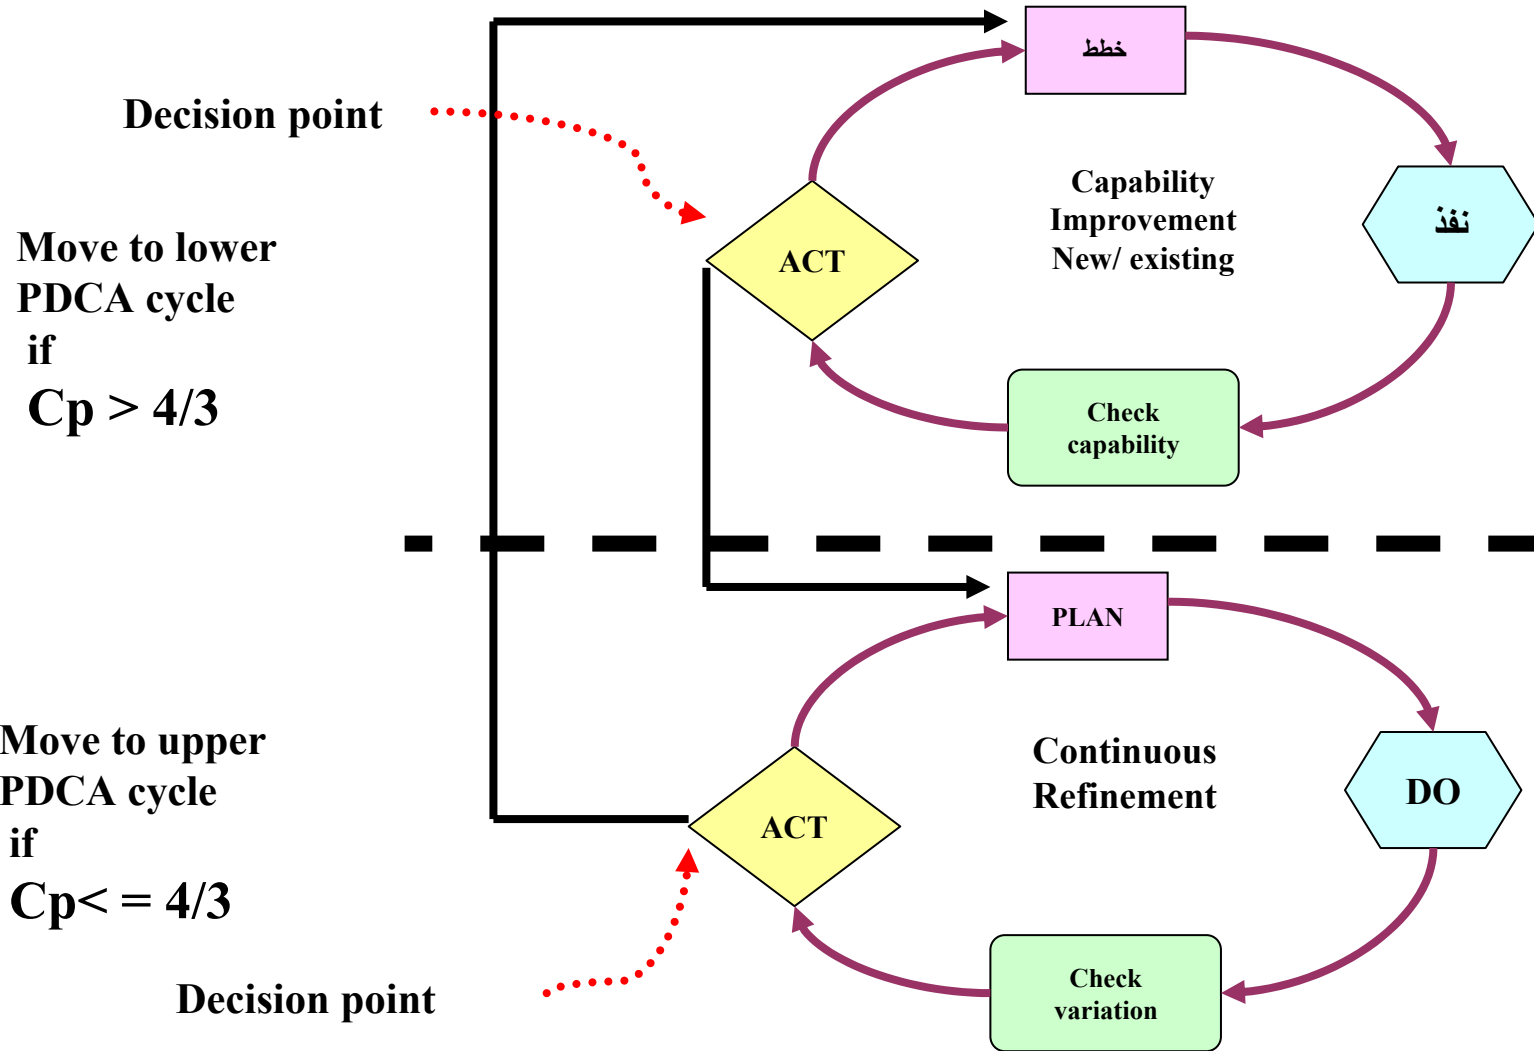 خطط
Decision point
Capability
Improvement
New/ existing
نفذ
ACT
Move to lower
PDCA cycle
if
Cp > 4/3
Check
capability
PLAN
Continuous
Refinement
DO
ACT
Move to upper
PDCA cycle
if
Cp< = 4/3
Check
variation
Decision point